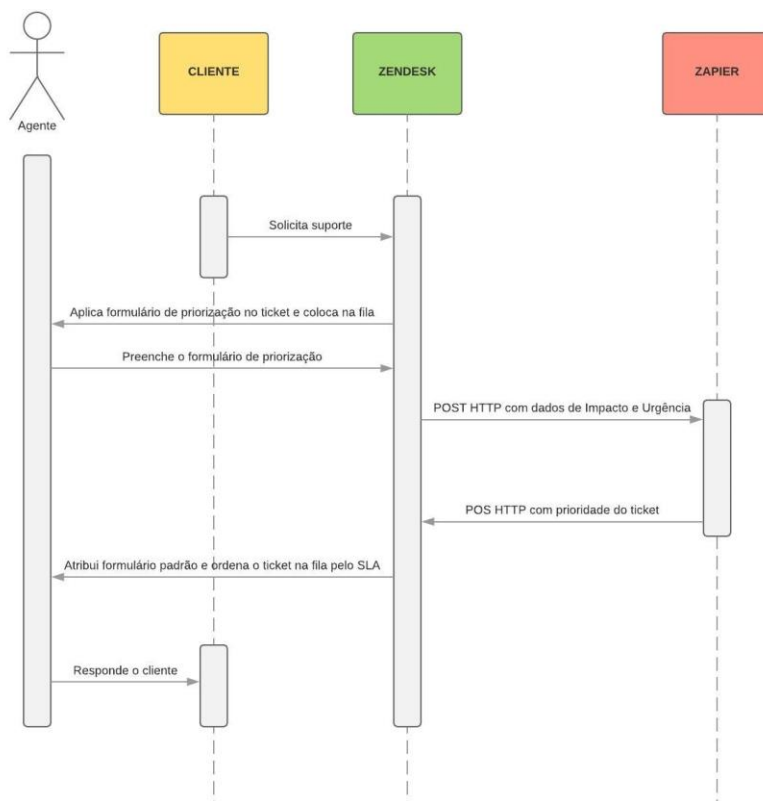 CLIENTE
ZENDESK
ZAPIER
Agente
Solicita suporte
Aplica formulário de priorização no ticket e coloca na fila
Preenche o formulário de priorização
POST HTTP com dados de Impacto e Urgência
POS HTTP com prioridade do ticket
Atribui formulário padrão e ordena o ticket na fila pelo SLA
Responde o cliente